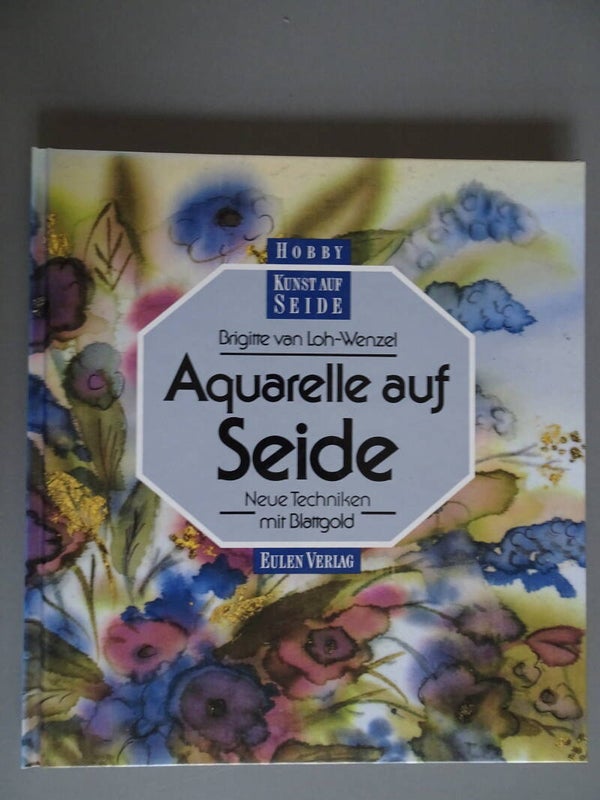 HOBBY
KUNST AUF
SEIDE
Brigitte van Loh-Wenzel
Aquarelle auf
Seide
Neue Techniken
mit Blattgold
EULEN VERLAG